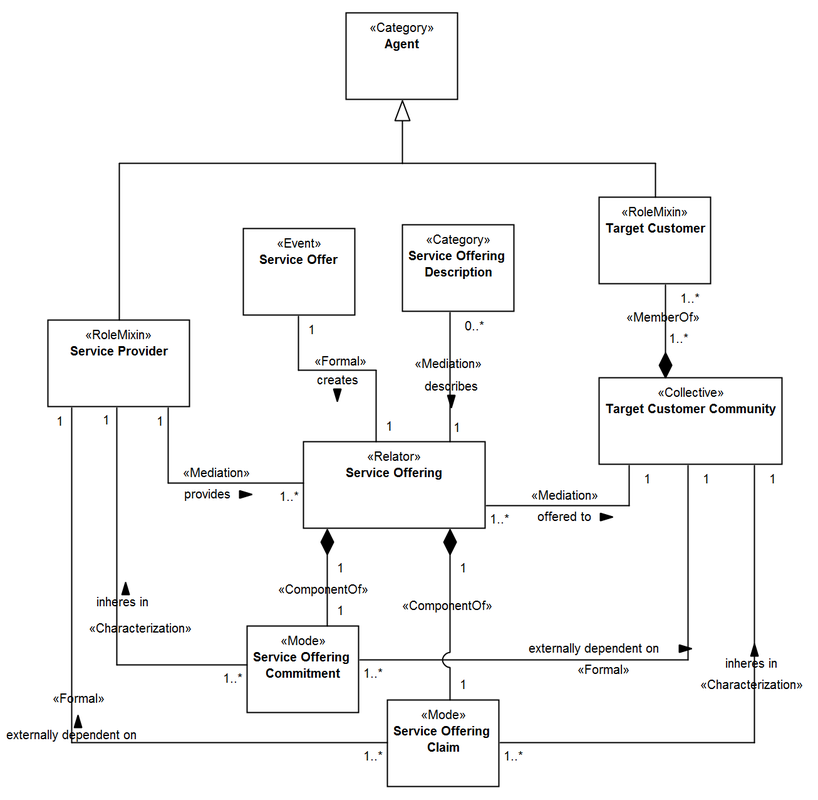 «Category»
Agent
«RoleMixin»
Target Customer
1..*
«MemberOf»
1..*
«Event»
Service Offer
1
«Category»
Service Offering
Description
0..*
«RoleMixin»
Service Provider
1
1
1
«Formal»
creates
1
«Mediation»
describes
1
«Collective»
Target Customer Community
1
1
1
«Mediation»
provides
1..*
«Relator»
Service Offering
1..*
«Mediation»
offered to
1
«ComponentOf»
1
1
«ComponentOf»
1
inheres in
«Characterization»
1..*
«Mode»
Service Offering
Commitment
1..*
externally dependent on
«Formal»
inheres in
«Characterization»
«Formal»
externally dependent on
1..*
«Mode»
Service Offering
Claim
1..*